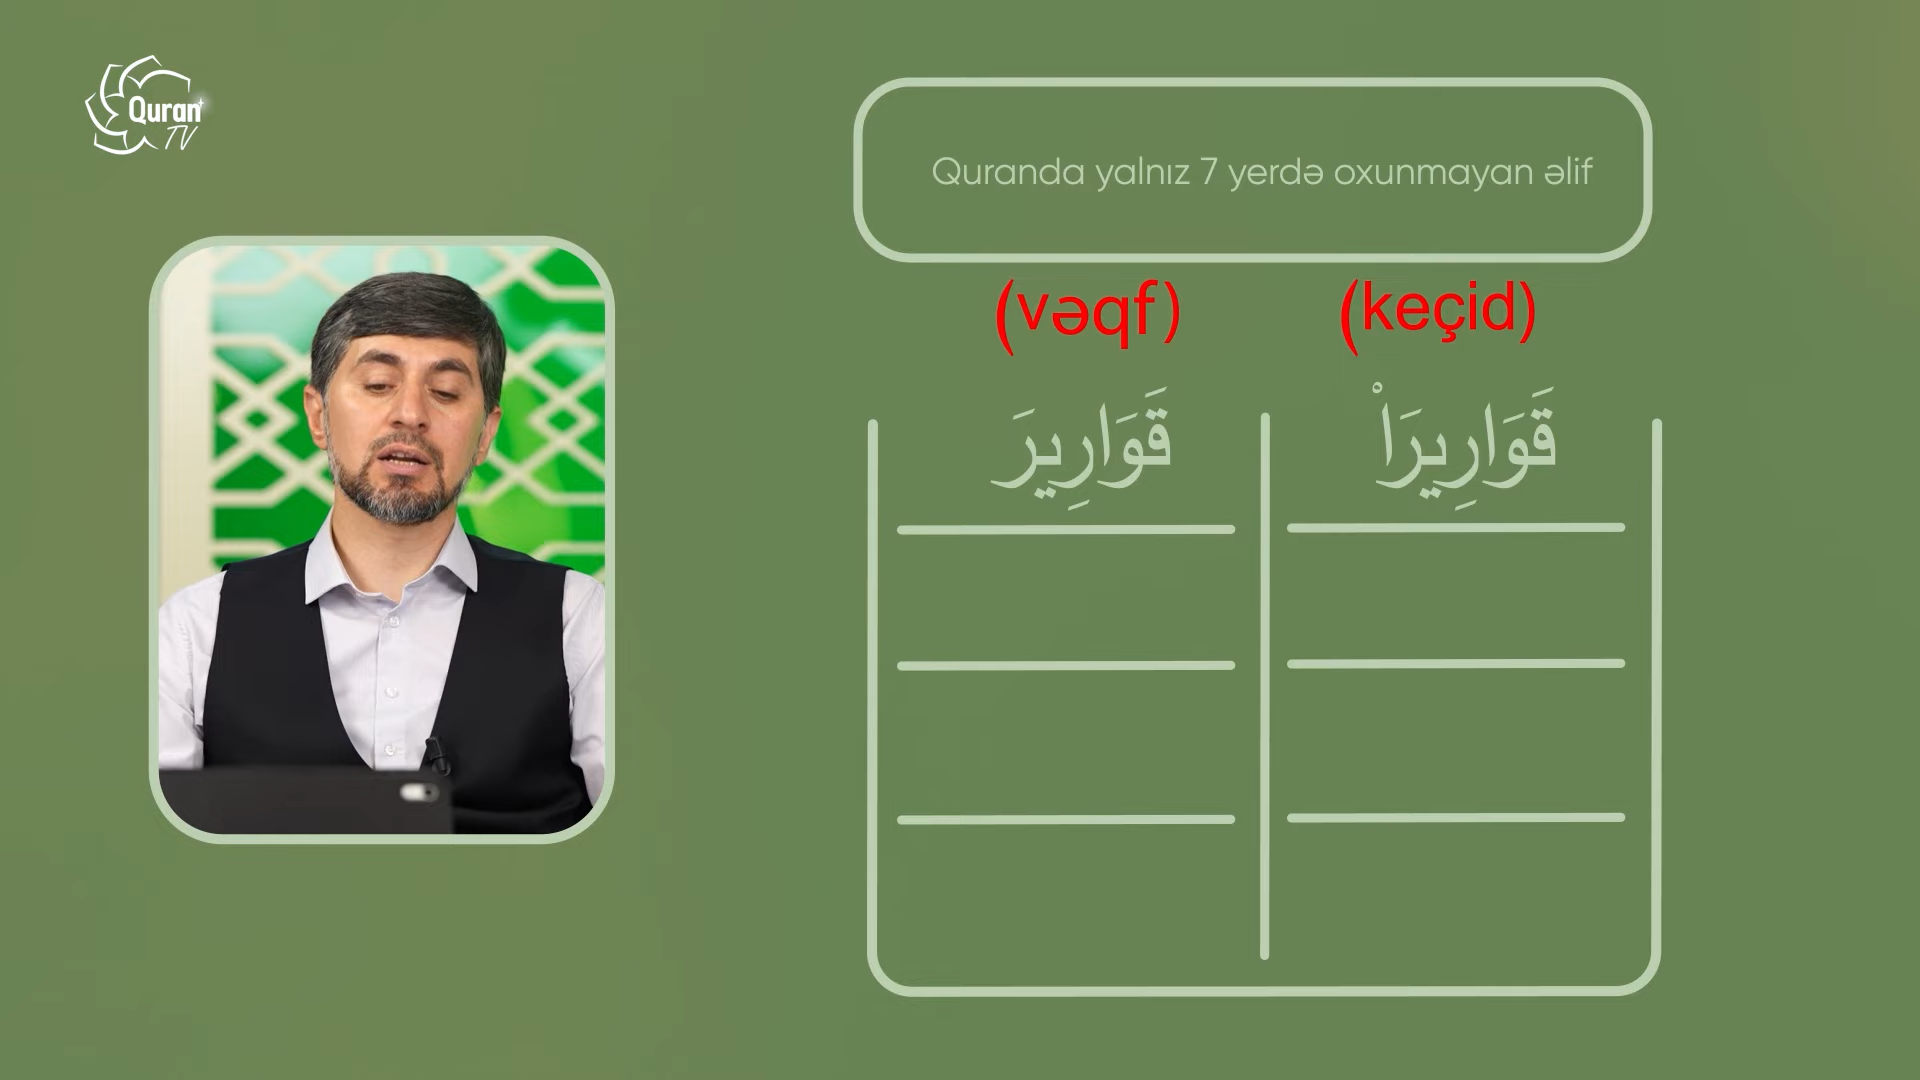 Quran
TV
Quranda yalnız 7 yerdə oxunmayan əlif
(vəqf) (keçid)
قَوَارِيرَ قَوَارِيرَا۟